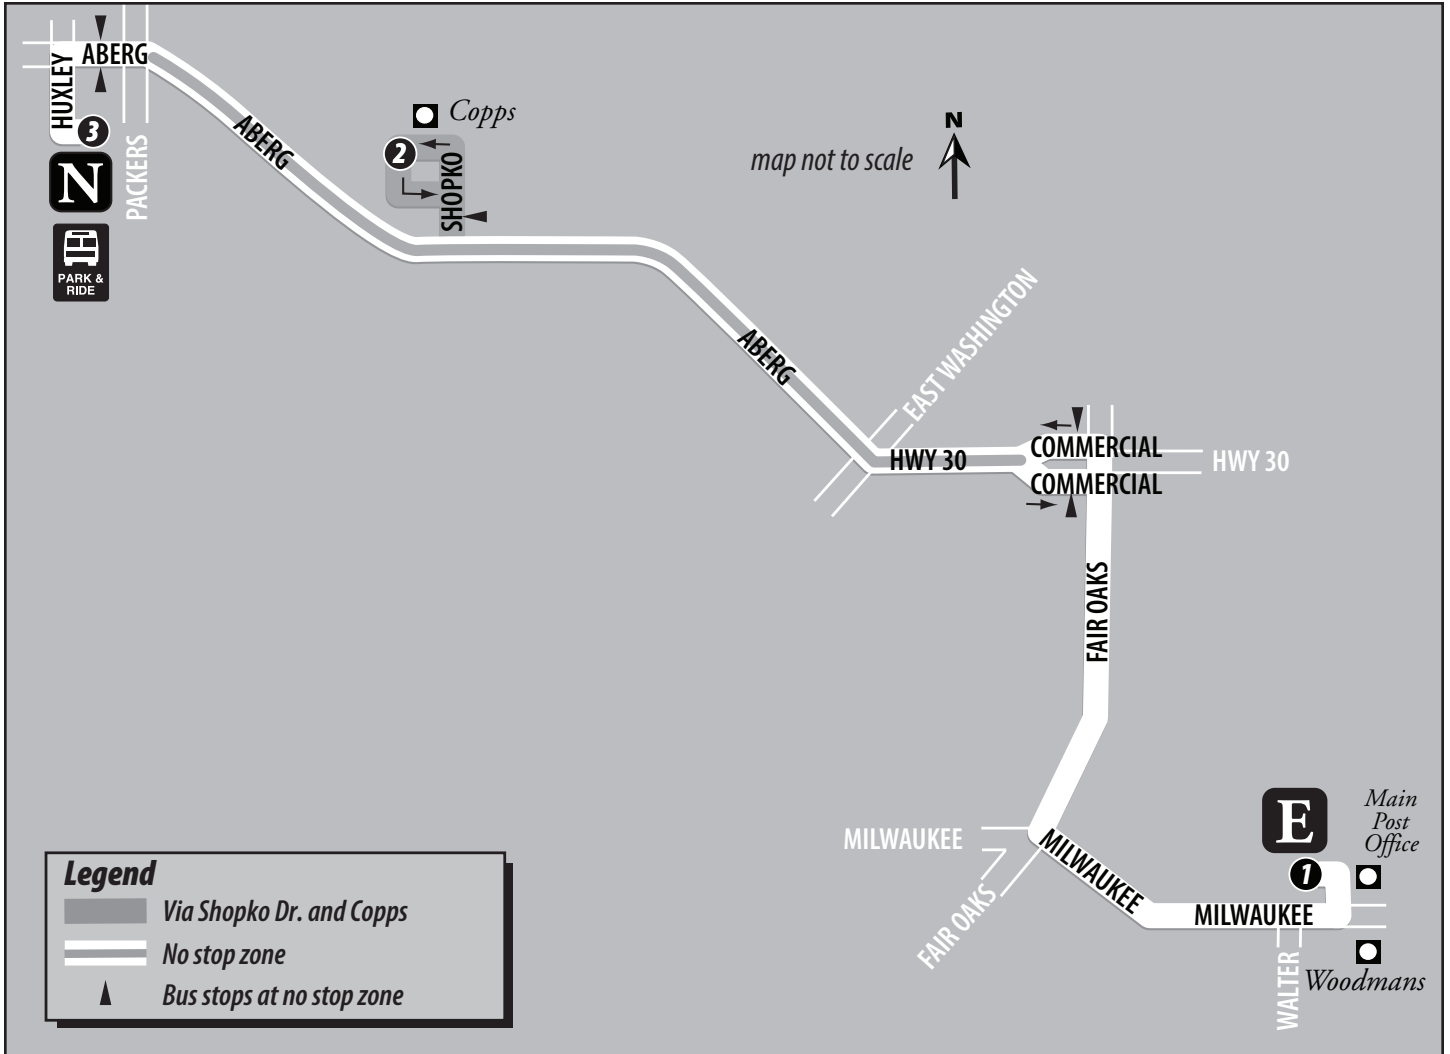 ABERG
HUXLEY
3
N
PACKERS
PARK &
RIDE
ABERG
Copps
2
SHOPKO
map not to scale
N
ABERG
EAST WASHINGTON
HWY 30
COMMERCIAL
COMMERCIAL
HWY 30
FAIR OAKS
MILWAUKEE
FAIR OAKS
MILWAUKEE
MILWAUKEE
E
1
Main
Post
Office
WALTER
Woodmans
Legend
Via Shopko Dr. and Copps
No stop zone
Bus stops at no stop zone